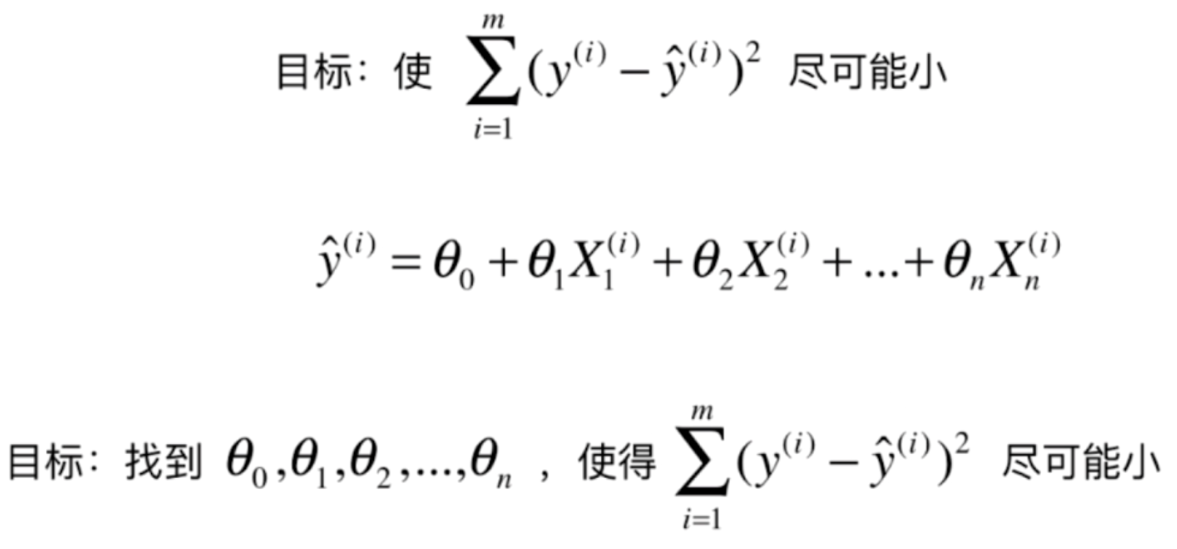 目标：使 $\sum_{i=1}^{m}(y^{(i)} - \hat{y}^{(i)})^2$ 尽可能小
$\hat{y}^{(i)} = \theta_0 + \theta_1 X_1^{(i)} + \theta_2 X_2^{(i)} + ... + \theta_n X_n^{(i)}$
目标：找到 $\theta_0, \theta_1, \theta_2, ..., \theta_n$ ，使得 $\sum_{i=1}^{m}(y^{(i)} - \hat{y}^{(i)})^2$ 尽可能小